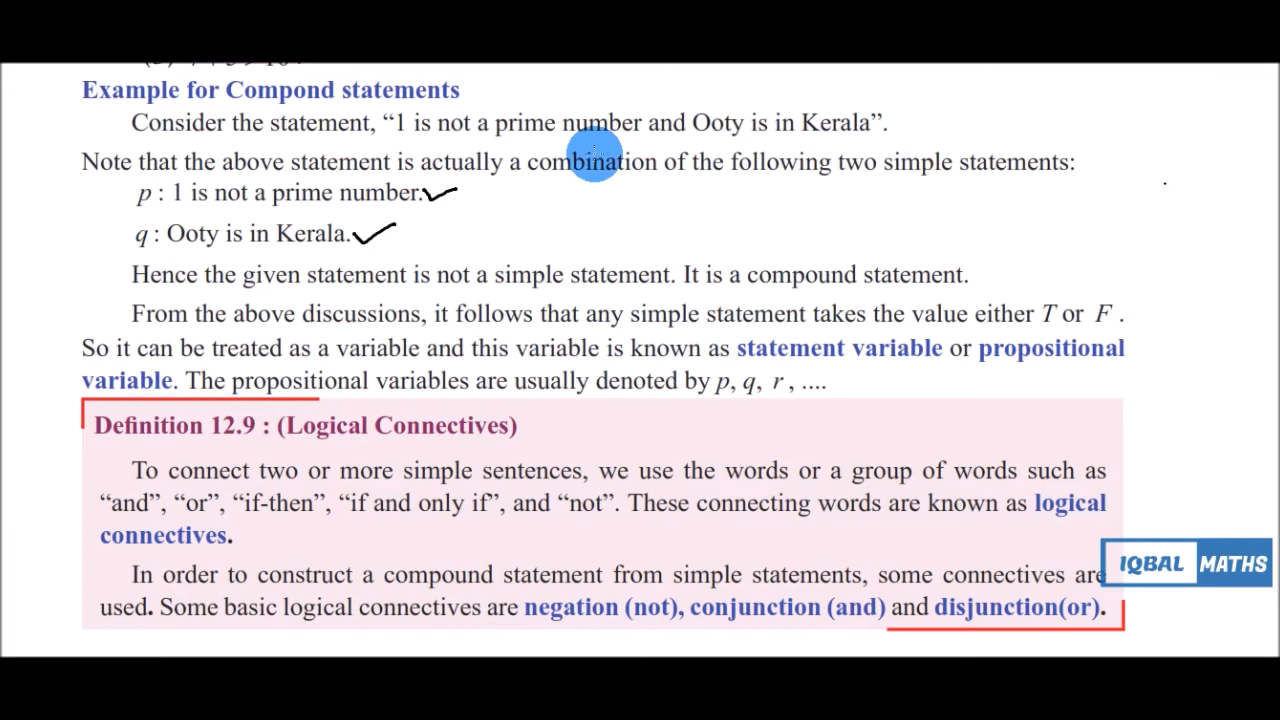 Example for Compond statements
Consider the statement, “1 is not a prime number and Ooty is in Kerala”.
Note that the above statement is actually a combination of the following two simple statements:
p : 1 is not a prime number.
q : Ooty is in Kerala.
Hence the given statement is not a simple statement. It is a compound statement.
From the above discussions, it follows that any simple statement takes the value either T or F .
So it can be treated as a variable and this variable is known as statement variable or propositional
variable. The propositional variables are usually denoted by p, q, r , ....
Definition 12.9 : (Logical Connectives)
To connect two or more simple sentences, we use the words or a group of words such as
“and”, “or”, “if-then”, “if and only if”, and “not”. These connecting words are known as logical
connectives.
In order to construct a compound statement from simple statements, some connectives are
used. Some basic logical connectives are negation (not), conjunction (and) and disjunction(or).
IQBAL MATHS